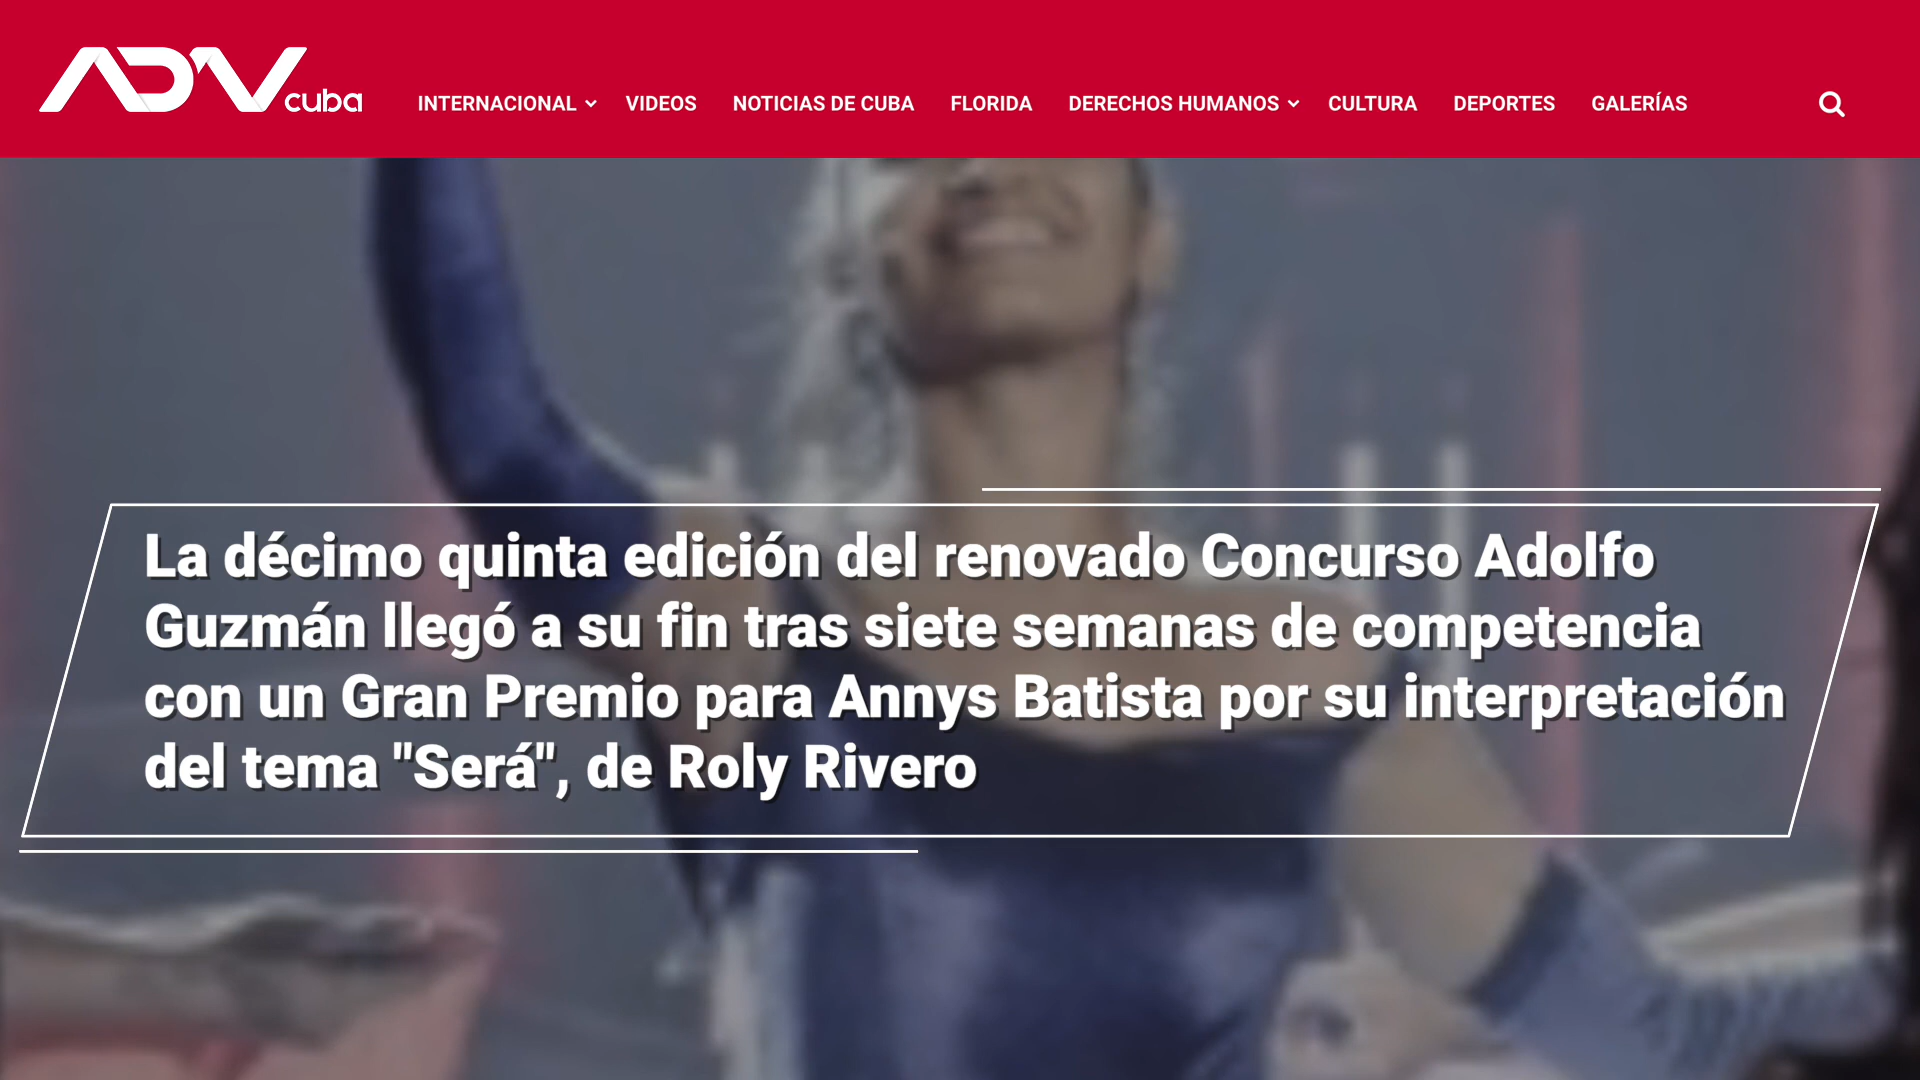 ADN cuba
INTERNACIONAL VIDEOS NOTICIAS DE CUBA FLORIDA DERECHOS HUMANOS CULTURA DEPORTES GALERÍAS
La décimo quinta edición del renovado Concurso Adolfo
Guzmán llegó a su fin tras siete semanas de competencia
con un Gran Premio para Annys Batista por su interpretación
del tema "Será", de Roly Rivero